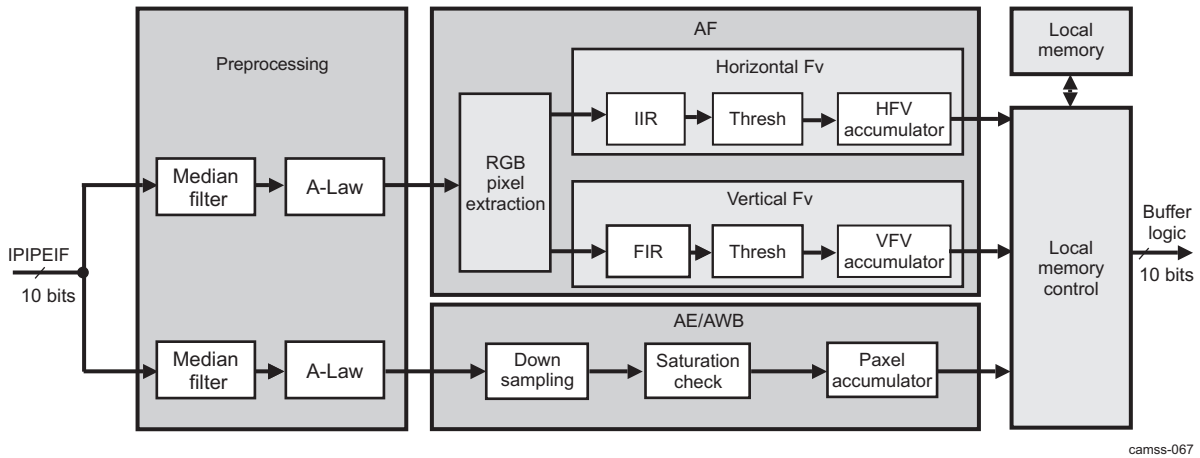 Preprocessing
AF
Local
memory
Horizontal Fv
IIR
Thresh
HFV
accumulator
RGB
pixel
extraction
Median
filter
A-Law
Vertical Fv
FIR
Thresh
VFV
accumulator
IPIPEIF
10 bits
Local
memory
control
Buffer
logic
10 bits
AE/AWB
Median
filter
A-Law
Down
sampling
Saturation
check
Paxel
accumulator
camss-067